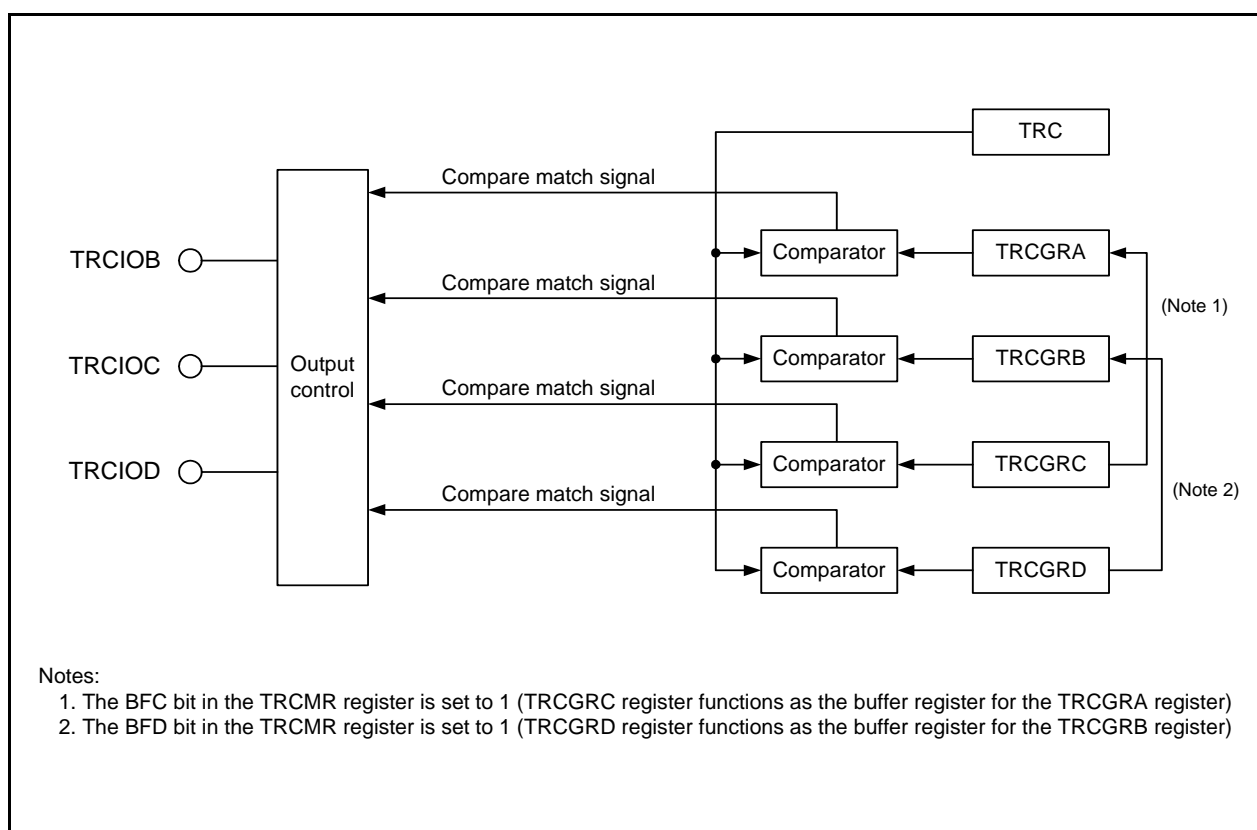 TRC
Compare match signal
TRCIOB
Comparator
TRCGRA
Compare match signal
(Note 1)
TRCIOC
Output
control
Comparator
TRCGRB
Compare match signal
TRCIOD
Comparator
TRCGRC
Compare match signal
(Note 2)
Comparator
TRCGRD
Notes:
1. The BFC bit in the TRCMR register is set to 1 (TRCGRC register functions as the buffer register for the TRCGRA register)
2. The BFD bit in the TRCMR register is set to 1 (TRCGRD register functions as the buffer register for the TRCGRB register)